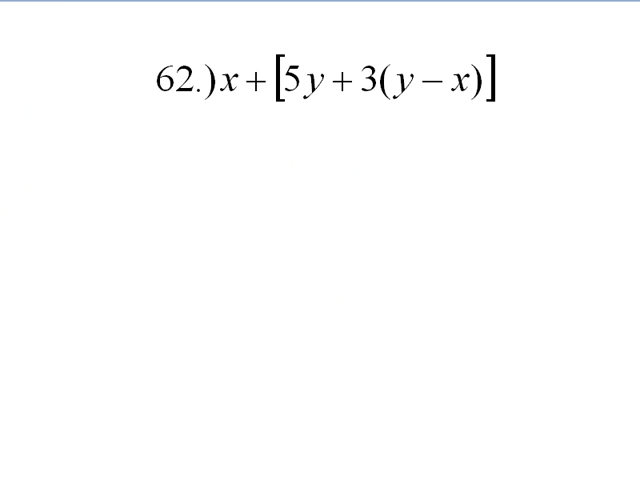 62.) x + [5y + 3(y − x)]